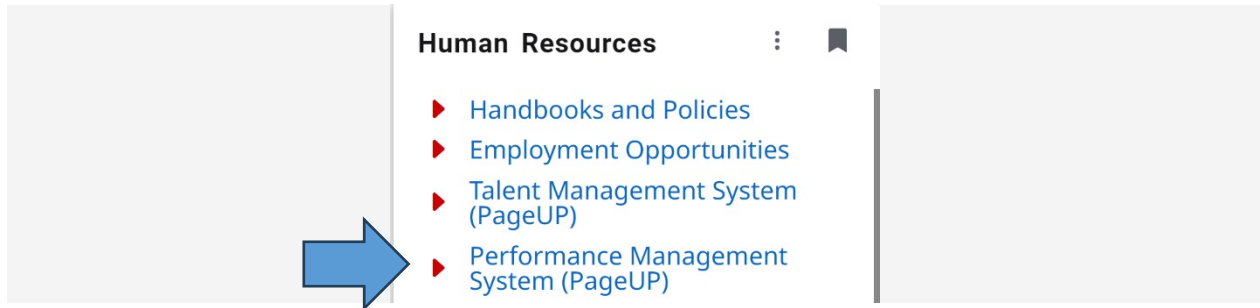 Human Resources
Handbooks and Policies
Employment Opportunities
Talent Management System
(PageUP)
Performance Management
System (PageUP)